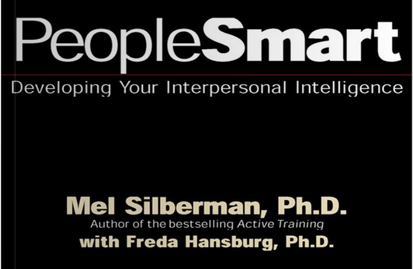 PeopleSmart
Developing Your Interpersonal Intelligence
Mel Silberman, Ph.D.
Author of the bestselling Active Training
with Freda Hansburg, Ph.D.